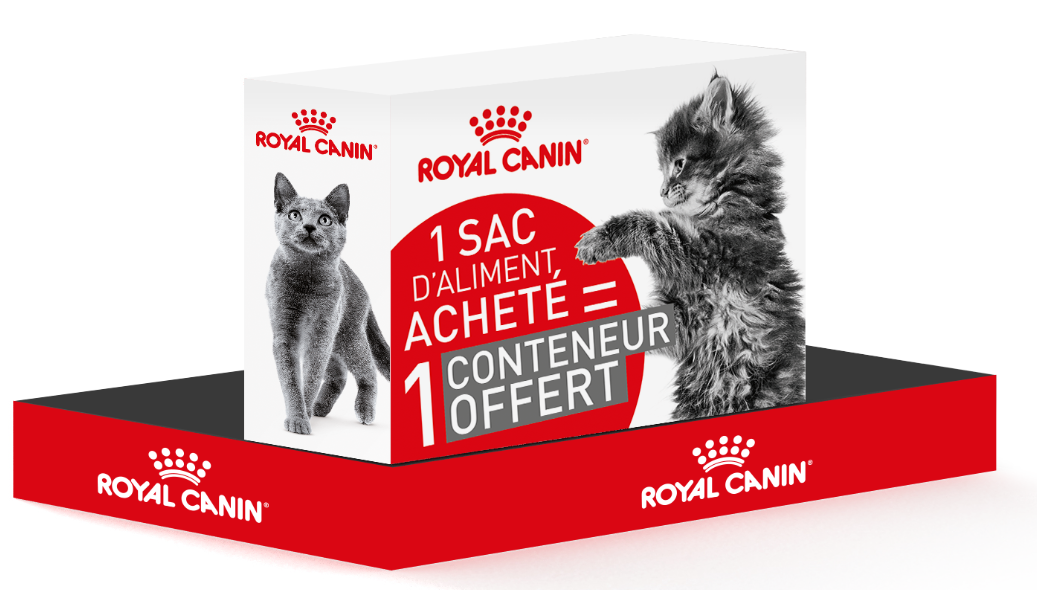 ROYAL CANIN®
ROYAL CANIN®
1 SAC
D'ALIMENT
ACHETÉ =
1 CONTENEUR
OFFERT
ROYAL CANIN®
ROYAL CANIN®